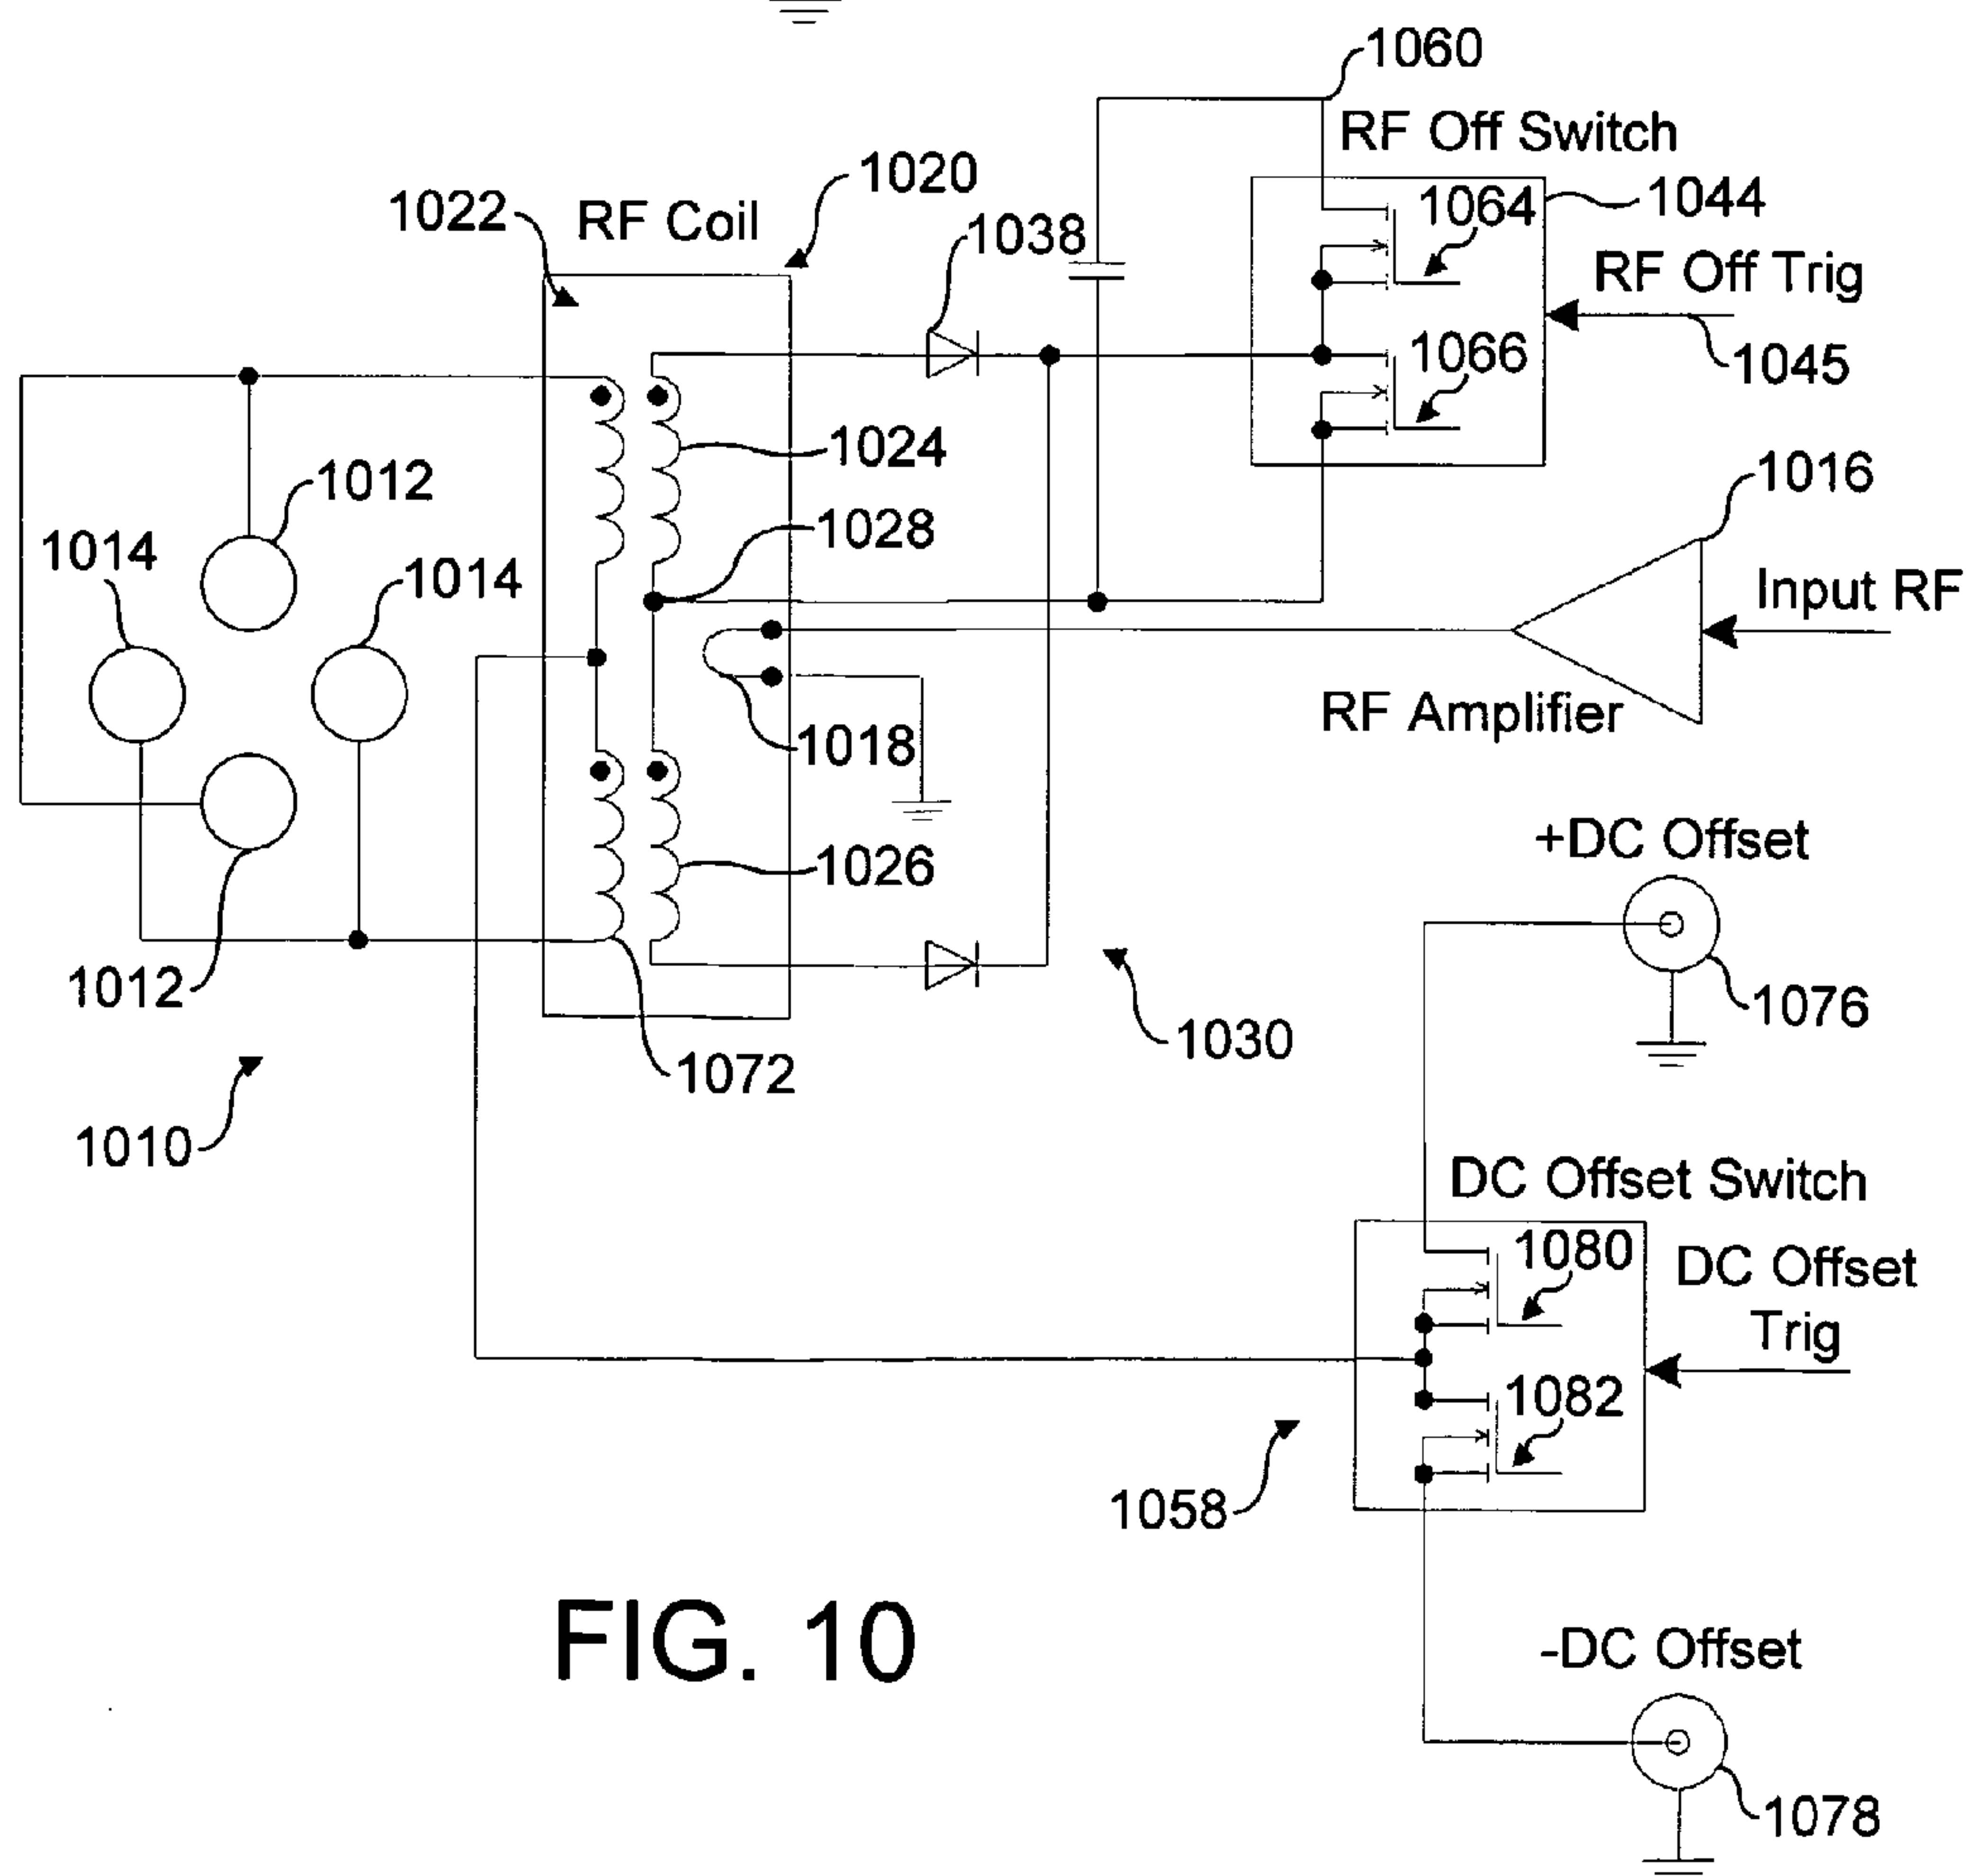 1060
RF Off Switch
1020
1022
RF Coil
1064
1044
1038
RF Off Trig
1066
1045
1024
1012
1016
1014
1028
1014
Input RF
RF Amplifier
1018
+DC Offset
1026
1012
1076
1030
1072
1010
DC Offset Switch
1080
DC Offset
Trig
1082
1058
FIG. 10
-DC Offset
1078